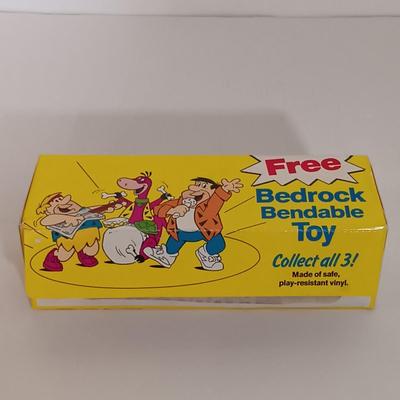 Free
Bedrock
Bendable
Toy
Collect all 3!
Made of safe,
play-resistant vinyl.